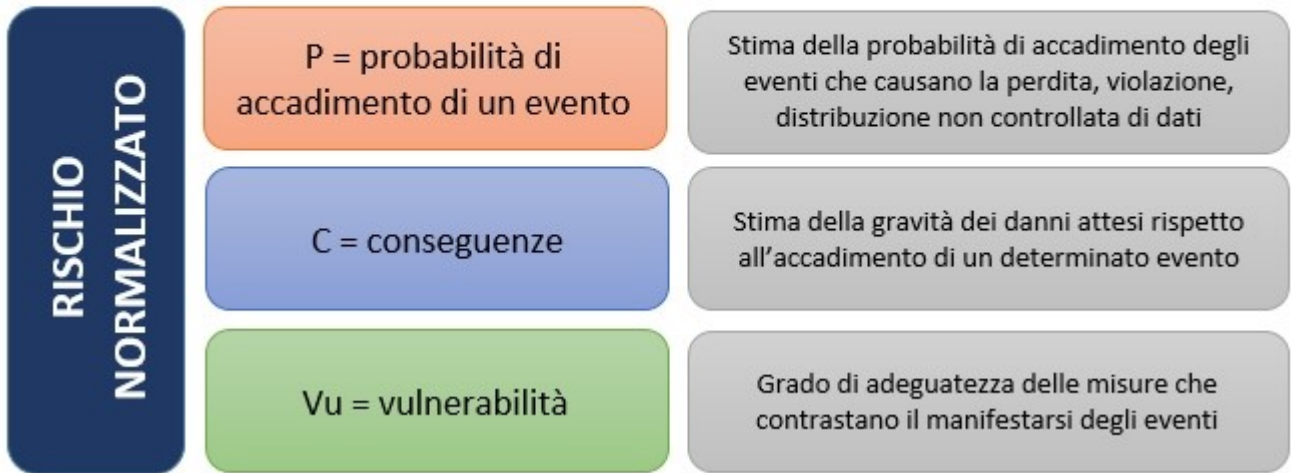 RISCHIO
NORMALIZZATO
P = probabilità di
accadimento di un evento
Stima della probabilità di accadimento degli
eventi che causano la perdita, violazione,
distribuzione non controllata di dati
C = conseguenze
Stima della gravità dei danni attesi rispetto
all’accadimento di un determinato evento
Vu = vulnerabilità
Grado di adeguatezza delle misure che
contrastano il manifestarsi degli eventi